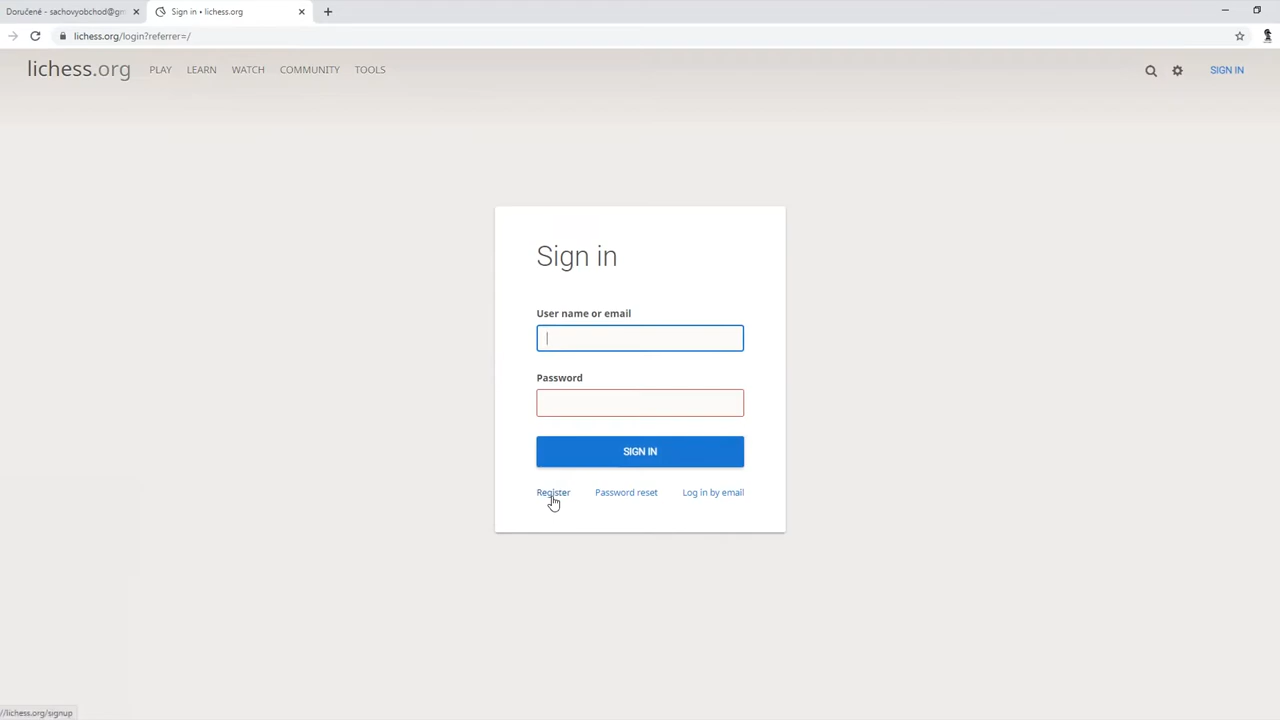 Doručené - sachovyobchod@gm
Sign in • lichess.org
lichess.org/login?referrer=/
lichess.org PLAY LEARN WATCH COMMUNITY TOOLS SIGN IN
Sign in
User name or email
Password
SIGN IN
Register Password reset Log in by email
//lichess.org/signup